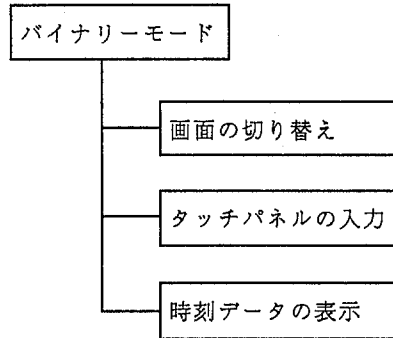 バイナリーモード
画面の切り替え
タッチパネルの入力
時刻データの表示